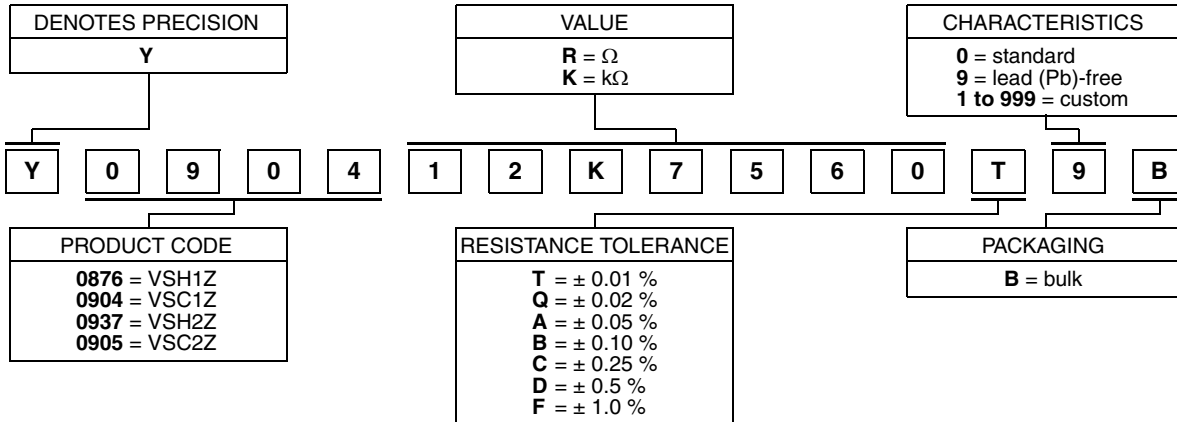 DENOTES PRECISION
Y
VALUE
R = Ω
K = kΩ
CHARACTERISTICS
0 = standard
9 = lead (Pb)-free
1 to 999 = custom
Y 0 9 0 4 1 2 K 7 5 6 0 T 9 B
PRODUCT CODE
0876 = VSH1Z
0904 = VSC1Z
0937 = VSH2Z
0905 = VSC2Z
RESISTANCE TOLERANCE
T = ± 0.01 %
Q = ± 0.02 %
A = ± 0.05 %
B = ± 0.10 %
C = ± 0.25 %
D = ± 0.5 %
F = ± 1.0 %
PACKAGING
B = bulk